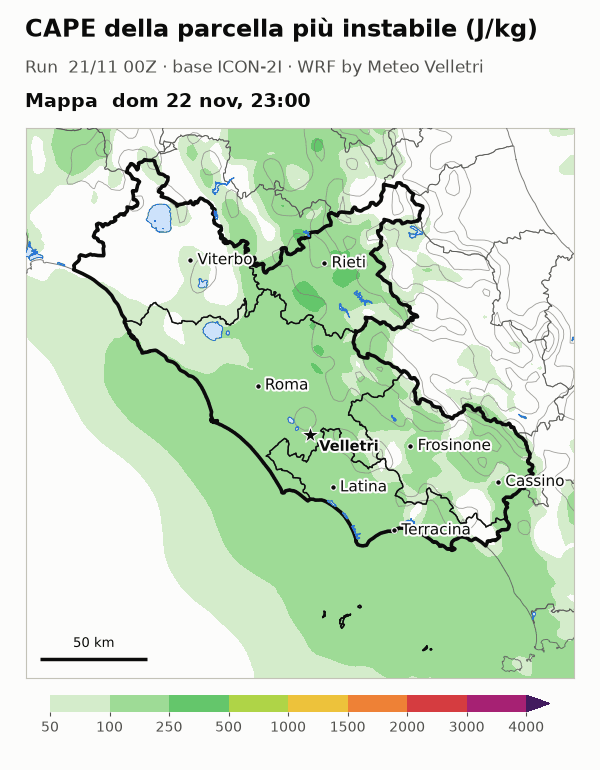 CAPE della parcella più instabile (J/kg)
Run 21/11 00Z · base ICON-2I · WRF by Meteo Velletri
Mappa dom 22 nov, 23:00
Viterbo
Rieti
Roma
Velletri
Frosinone
Cassino
Latina
Terracina
50 km
50 100 250 500 1000 1500 2000 3000 4000